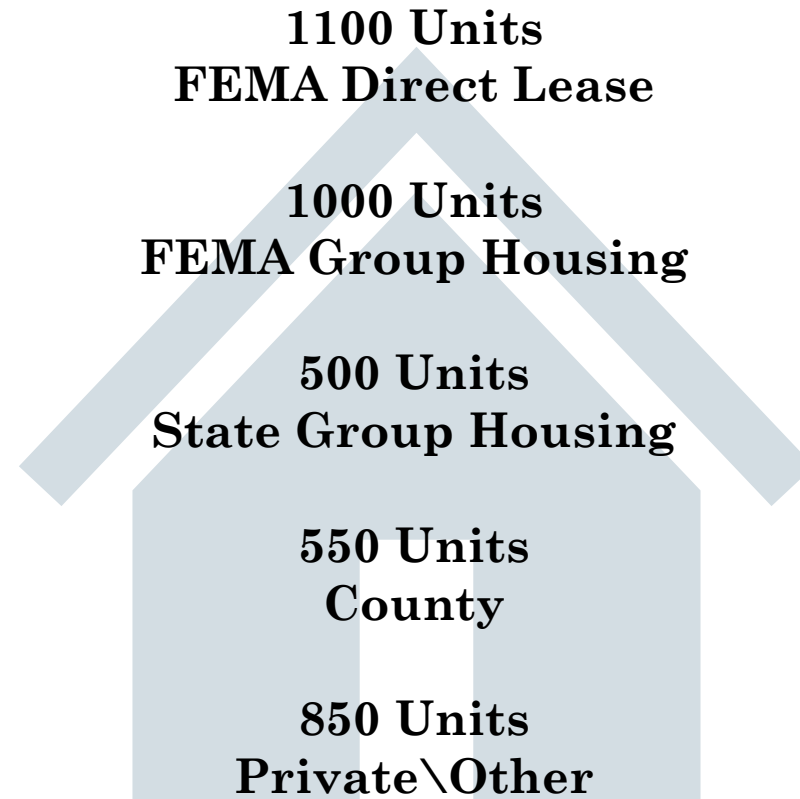 1100 Units
FEMA Direct Lease
1000 Units
FEMA Group Housing
500 Units
State Group Housing
550 Units
County
850 Units
Private\Other